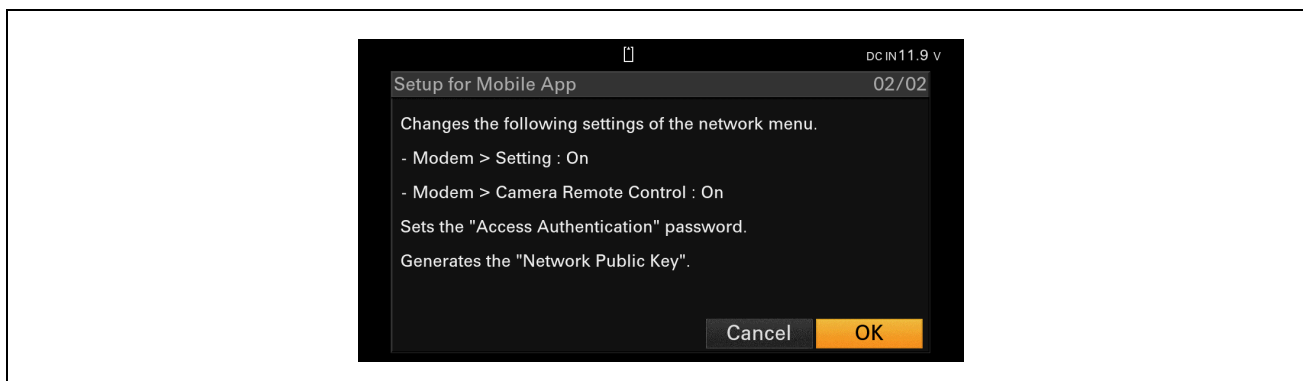 DC IN 11.9 V
Setup for Mobile App 02/02
Changes the following settings of the network menu.
- Modem > Setting : On
- Modem > Camera Remote Control : On
Sets the "Access Authentication" password.
Generates the "Network Public Key".
Cancel OK